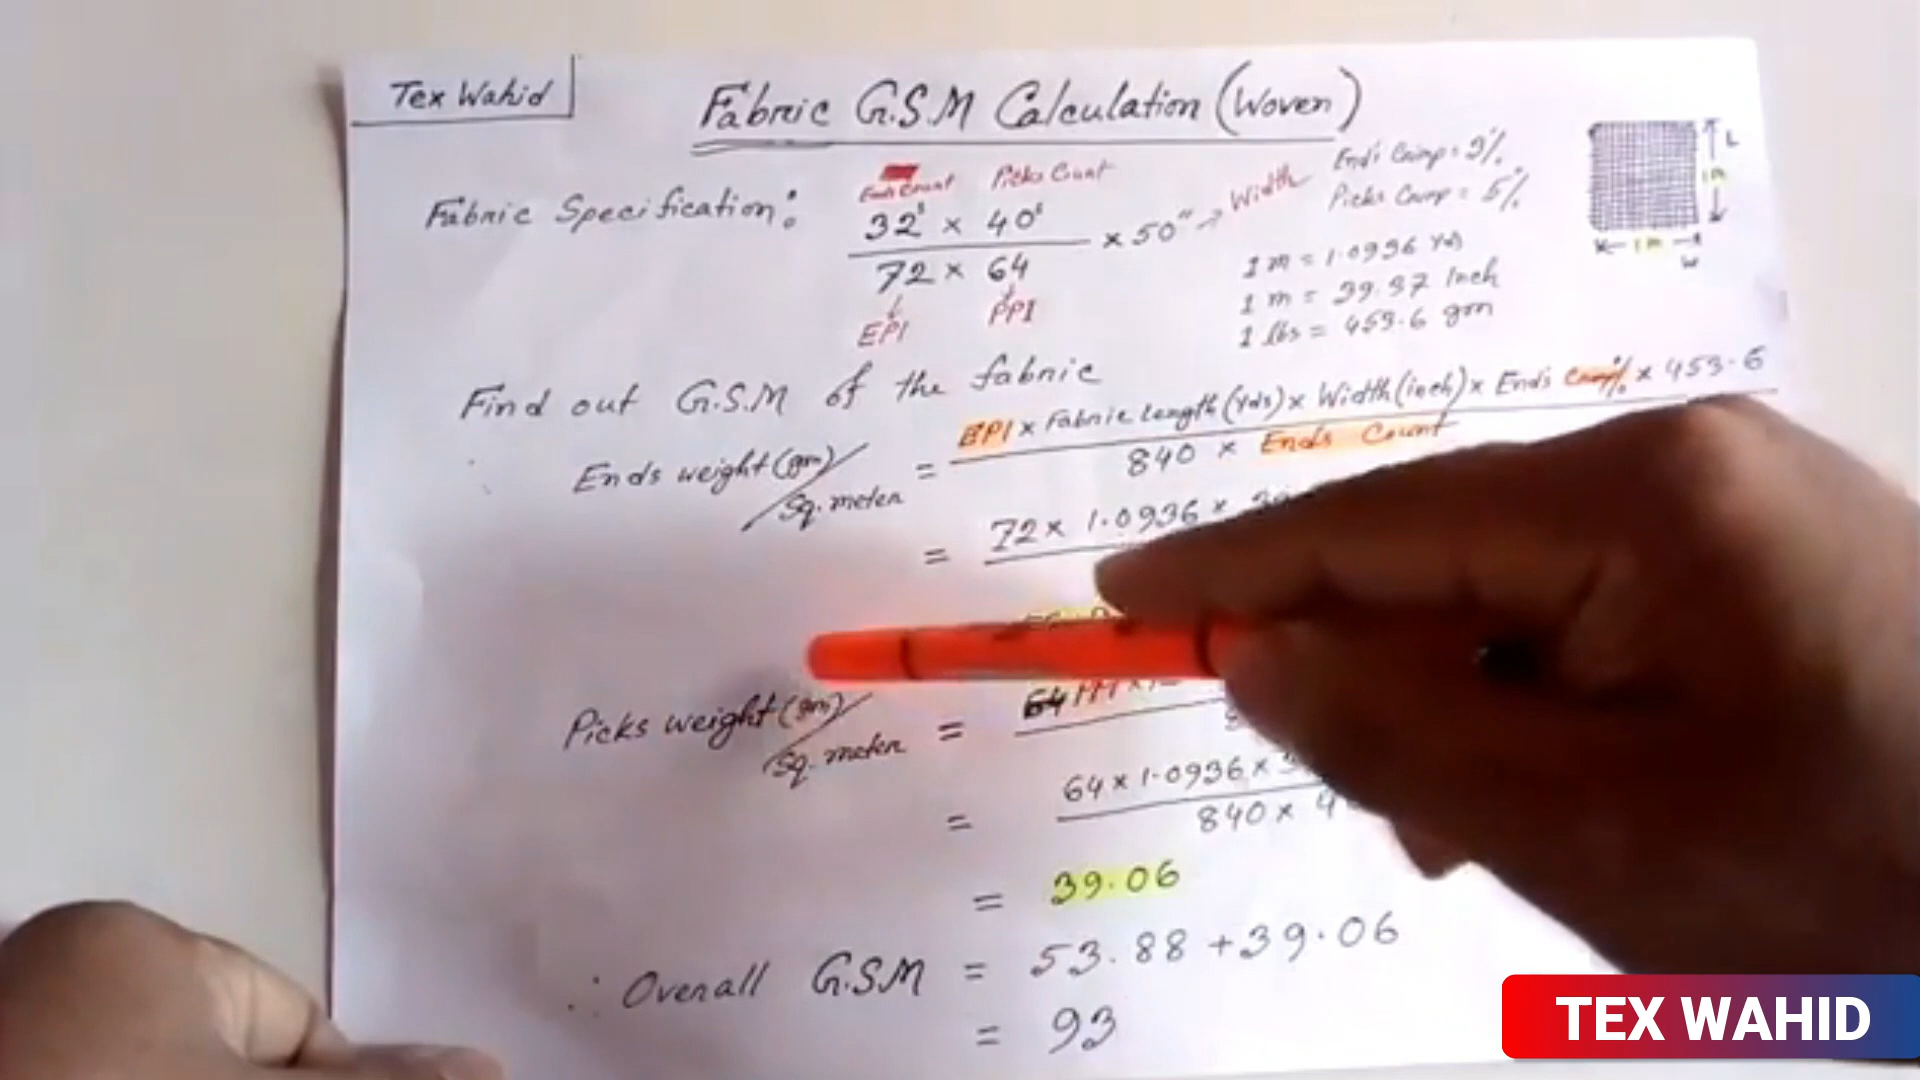 Tex Wahid
Fabric G.S.M Calculation (Woven)
Ends Count Picks Count
Fabric Specification: 32ˢ × 40ˢ × 50" → Width
72 × 64
EPI PPI
Ends Crimp = 3%
Picks Crimp = 5%
1 m = 1.0936 Yds
1 m = 39.37 Inch
1 lbs = 453.6 gm
L
1m
1m
W
Find out G.S.M of the fabric
Ends weight (gm)/Sq. meter = EPI × Fabric Length (Yds) × Width (inch) × Ends Crimp% × 453.6
840 × Ends Count
= 72 × 1.0936 ×
Picks weight (gm)/Sq. meter =
= 64 × 1.0936 ×
840 ×
= 39.06
∴ Overall G.S.M = 53.88 + 39.06
= 93
TEX WAHID